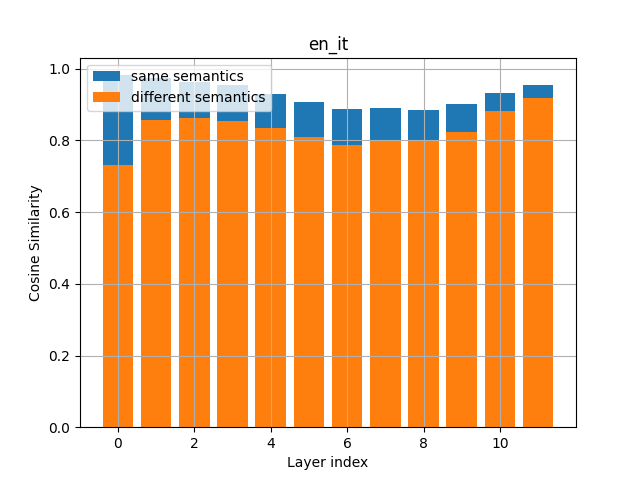 en_it
same semantics
different semantics
Cosine Similarity
1.0
0.8
0.6
0.4
0.2
0.0
0 2 4 6 8 10
Layer index